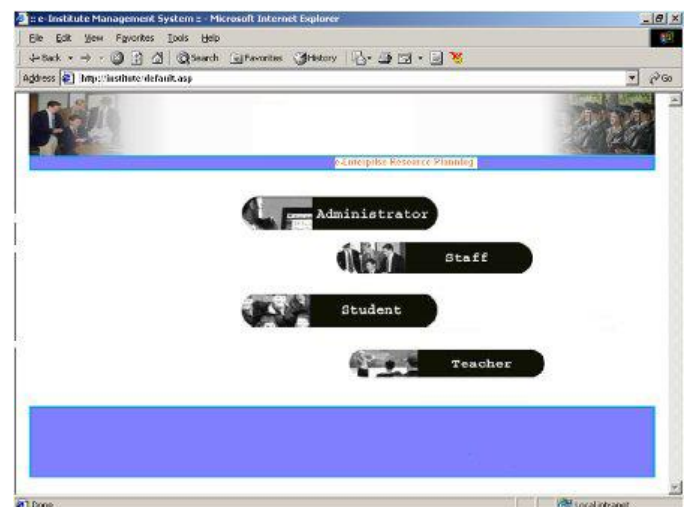 :: e-Institute Management System :: - Microsoft Internet Explorer
File Edit View Favorites Tools Help
Back Search Favorites History
Address http://institute/default.asp Go
e-Enterprise Resource Planning
Administrator
Staff
Student
Teacher
Done Local intranet